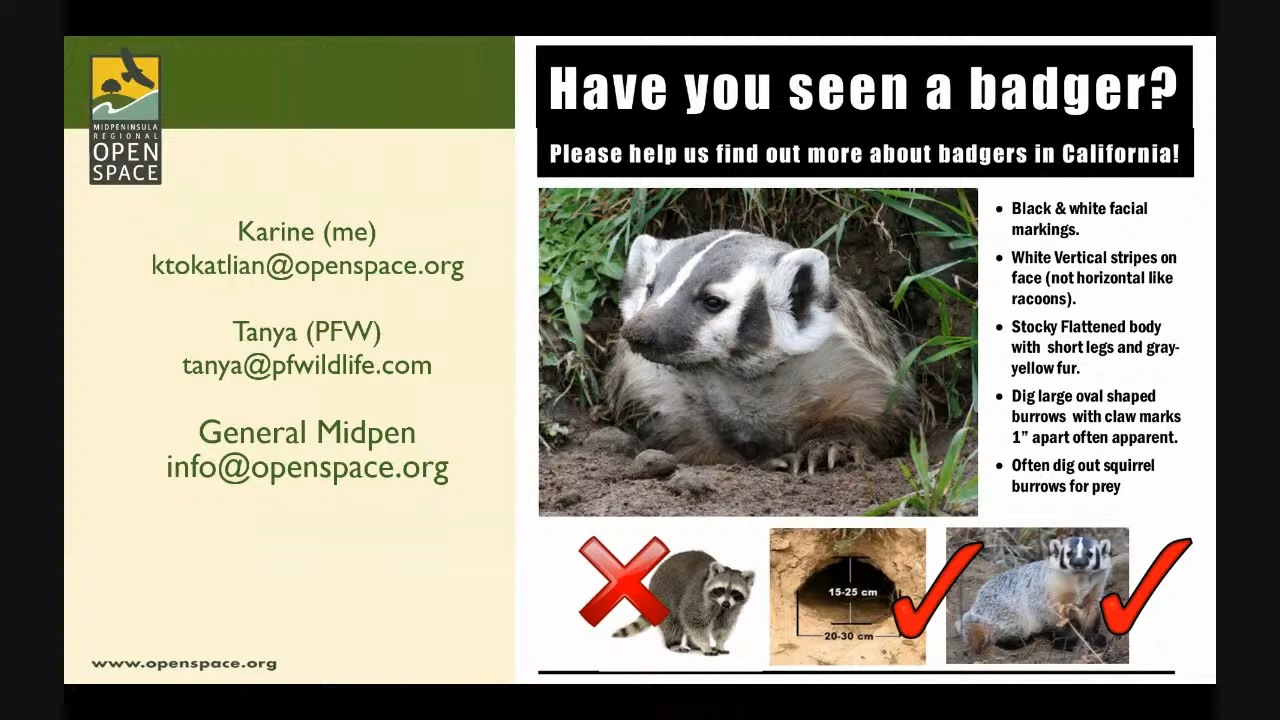 MIDPENINSULA
REGIONAL
OPEN
SPACE
Karine (me)
ktokatlian@openspace.org
Tanya (PFW)
tanya@pfwildlife.com
General Midpen
info@openspace.org
www.openspace.org
Have you seen a badger?
Please help us find out more about badgers in California!
• Black & white facial
markings.
• White Vertical stripes on
face (not horizontal like
racoons).
• Stocky Flattened body
with short legs and gray-
yellow fur.
• Dig large oval shaped
burrows with claw marks
1” apart often apparent.
• Often dig out squirrel
burrows for prey
15-25 cm
20-30 cm